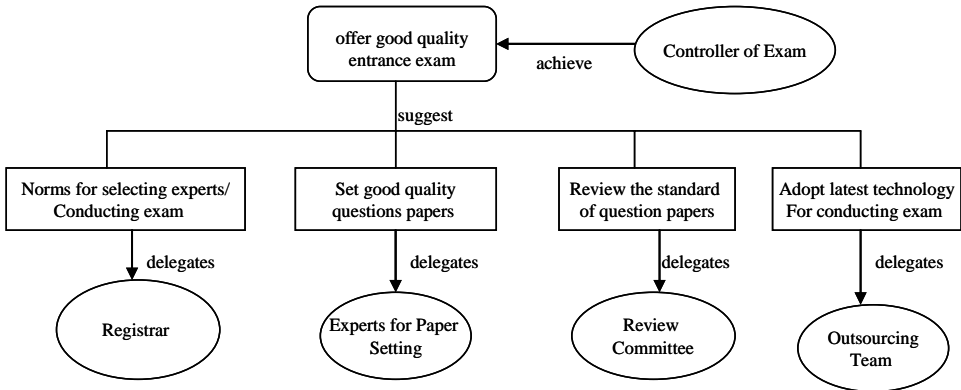 offer good quality
entrance exam
achieve
Controller of Exam
suggest
Norms for selecting experts/
Conducting exam
Set good quality
questions papers
Review the standard
of question papers
Adopt latest technology
For conducting exam
delegates
delegates
delegates
delegates
Registrar
Experts for Paper
Setting
Review
Committee
Outsourcing
Team